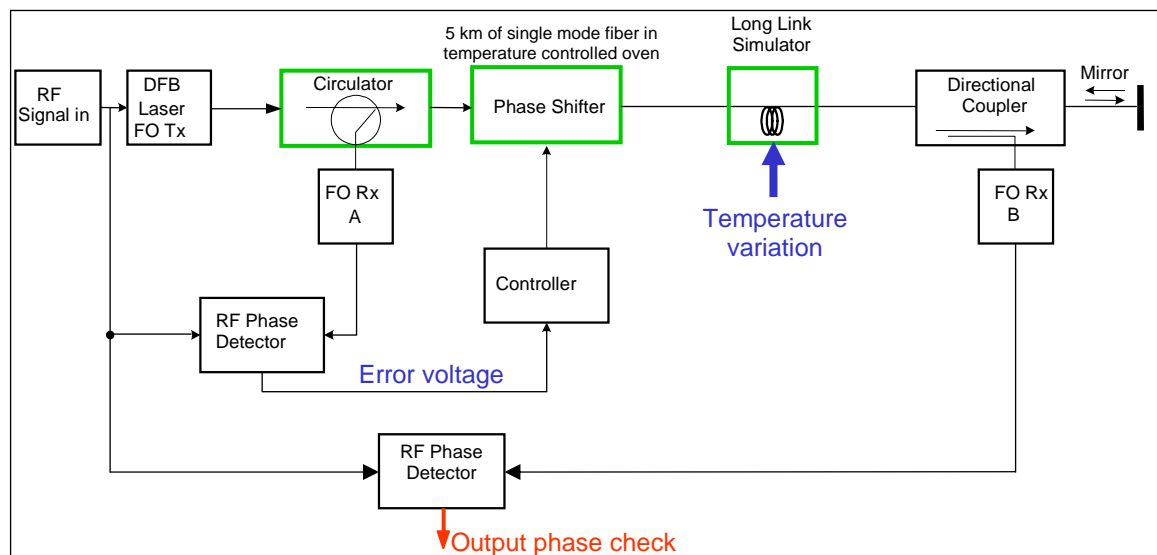 5 km of single mode fiber in
temperature controlled oven
Long Link
Simulator
RF
Signal in
DFB
Laser
FO Tx
Circulator
Phase Shifter
Directional
Coupler
Mirror
FO Rx
A
FO Rx
B
Temperature
variation
Controller
RF Phase
Detector
Error voltage
RF Phase
Detector
Output phase check